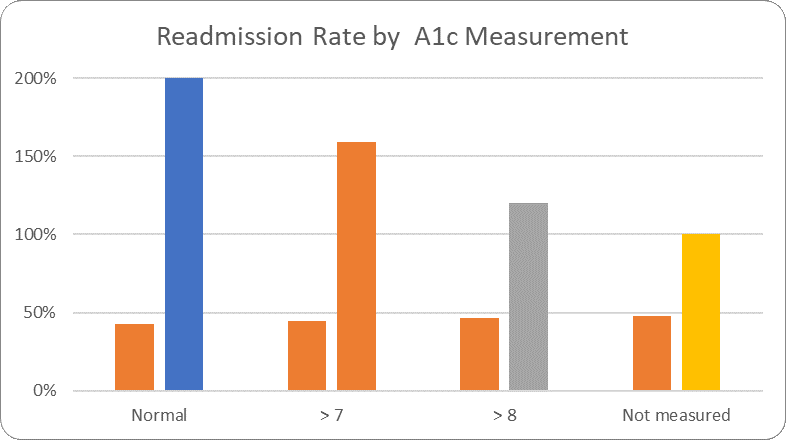 Readmission Rate by A1c Measurement
200%
150%
100%
50%
0%
Normal > 7 > 8 Not measured